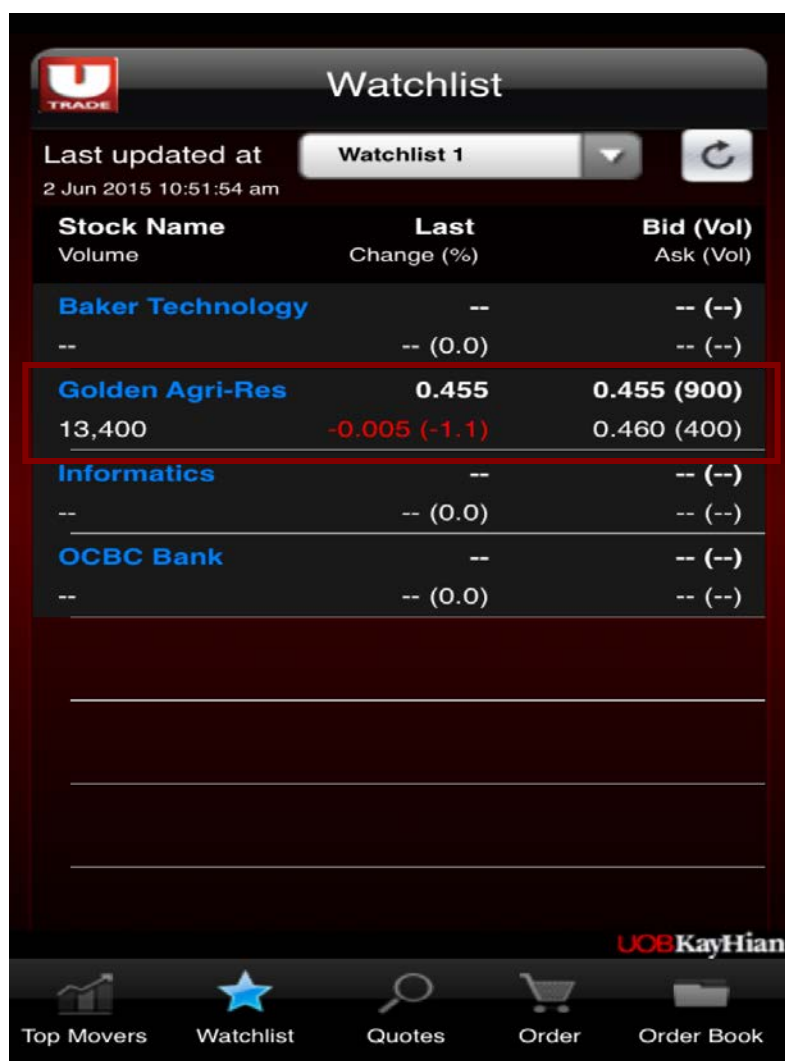 U
TRADE
Watchlist
Last updated at
Watchlist 1
2 Jun 2015 10:51:54 am
Stock Name Last Bid (Vol)
Volume Change (%) Ask (Vol)
Baker Technology -- -- (--)
-- -- (0.0) -- (--)
Golden Agri-Res 0.455 0.455 (900)
13,400 -0.005 (-1.1) 0.460 (400)
Informatics -- -- (--)
-- -- (0.0) -- (--)
OCBC Bank -- -- (--)
-- -- (0.0) -- (--)
UOBKayHian
Top Movers Watchlist Quotes Order Order Book